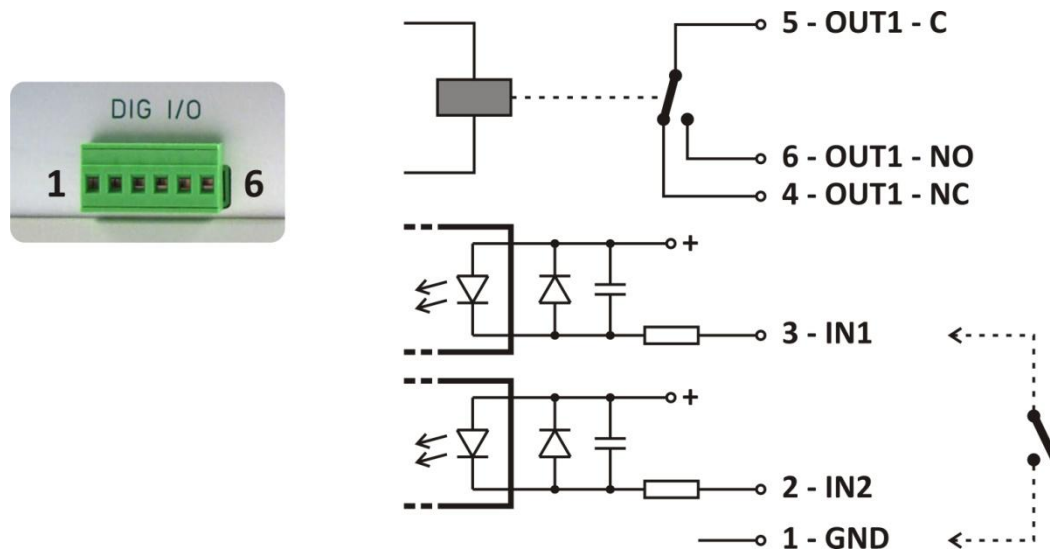 DIG I/O
1
6
5 - OUT1 - C
6 - OUT1 - NO
4 - OUT1 - NC
+
3 - IN1
+
2 - IN2
1 - GND